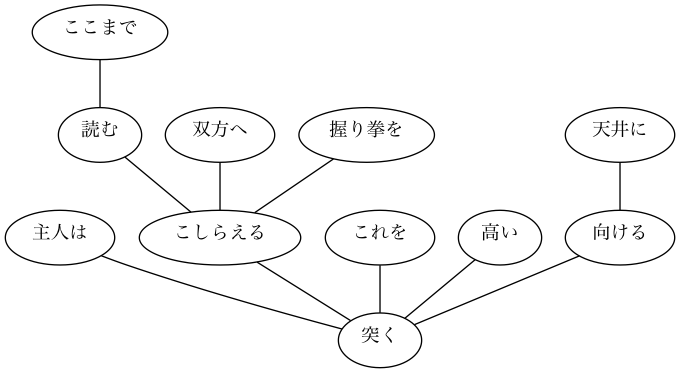 ここまで
読む
双方へ
握り拳を
天井に
主人は
こしらえる
これを
高い
向ける
突く